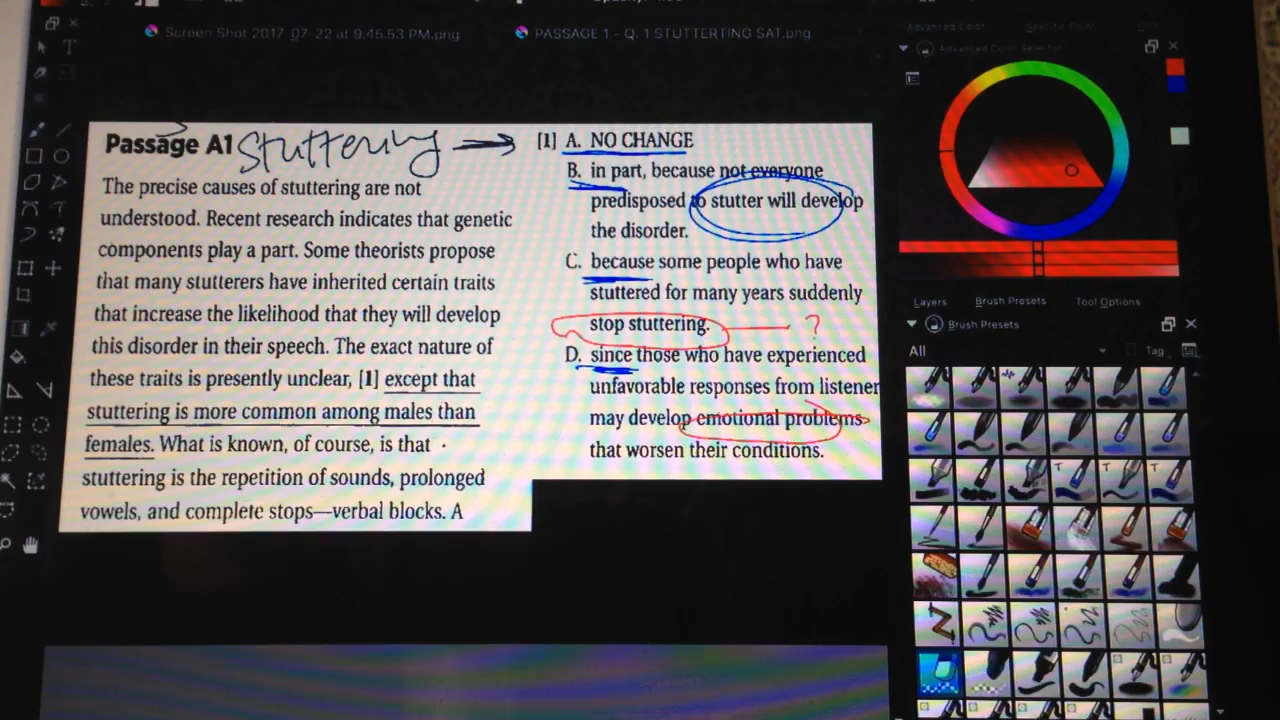 Screen Shot 2017-07-22 at 9.45.53 PM.png
PASSAGE 1 - Q. 1 STUTTERTING SAT.png
Advanced Color Selector
Passage A1 Stuttering
The precise causes of stuttering are not
understood. Recent research indicates that genetic
components play a part. Some theorists propose
that many stutterers have inherited certain traits
that increase the likelihood that they will develop
this disorder in their speech. The exact nature of
these traits is presently unclear, [1] except that
stuttering is more common among males than
females. What is known, of course, is that
stuttering is the repetition of sounds, prolonged
vowels, and complete stops—verbal blocks. A
[1] A. NO CHANGE
B. in part, because not everyone
predisposed to stutter will develop
the disorder.
C. because some people who have
stuttered for many years suddenly
stop stuttering. ?
D. since those who have experienced
unfavorable responses from listener
may develop emotional problems
that worsen their conditions.
Layers
Brush Presets
Tool Options
Brush Presets
All
Tag